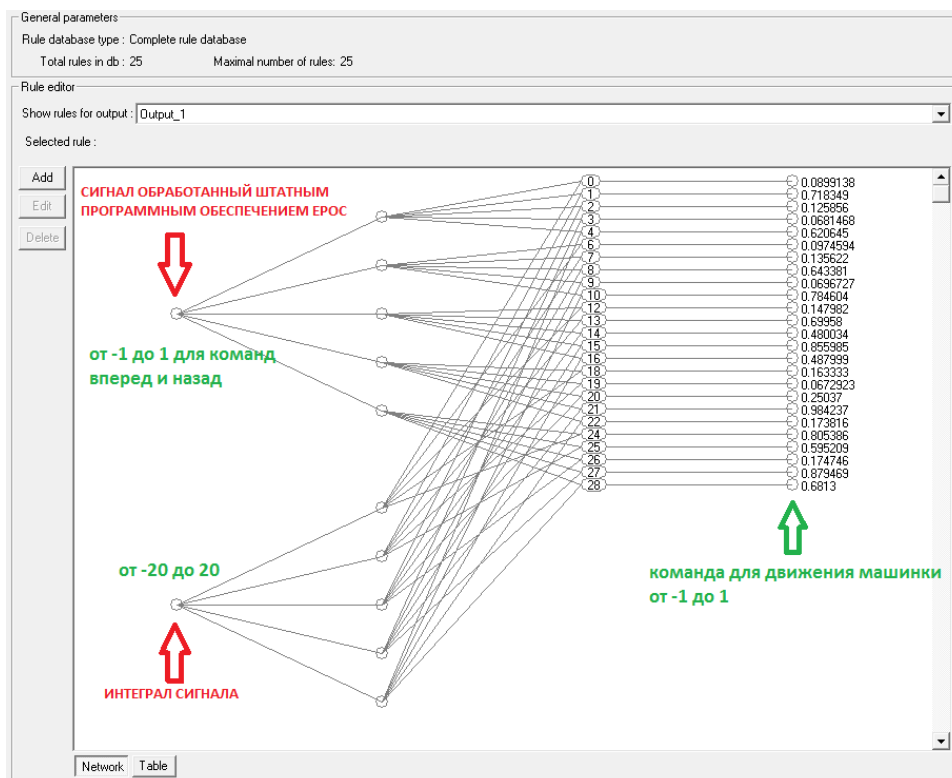 General parameters
Rule database type : Complete rule database
Total rules in db : 25 Maximal number of rules: 25
Rule editor
Show rules for output : Output_1
Selected rule :
Add
Edit
Delete
СИГНАЛ ОБРАБОТАННЫЙ ШТАТНЫМ
ПРОГРАММНЫМ ОБЕСПЕЧЕНИЕМ EPOC
от -1 до 1 для команд
вперед и назад
от -20 до 20
ИНТЕГРАЛ СИГНАЛА
0 0.0899138
1 0.718349
2 0.125856
3 0.0681468
4 0.620645
6 0.0974594
7 0.135622
8 0.643381
9 0.0696727
10 0.784604
12 0.147982
13 0.69958
14 0.480034
15 0.855985
16 0.487999
18 0.163333
19 0.0672923
20 0.25037
21 0.984237
22 0.173816
24 0.805386
25 0.595209
26 0.174746
27 0.879469
28 0.6813
команда для движения машинки
от -1 до 1
Network Table